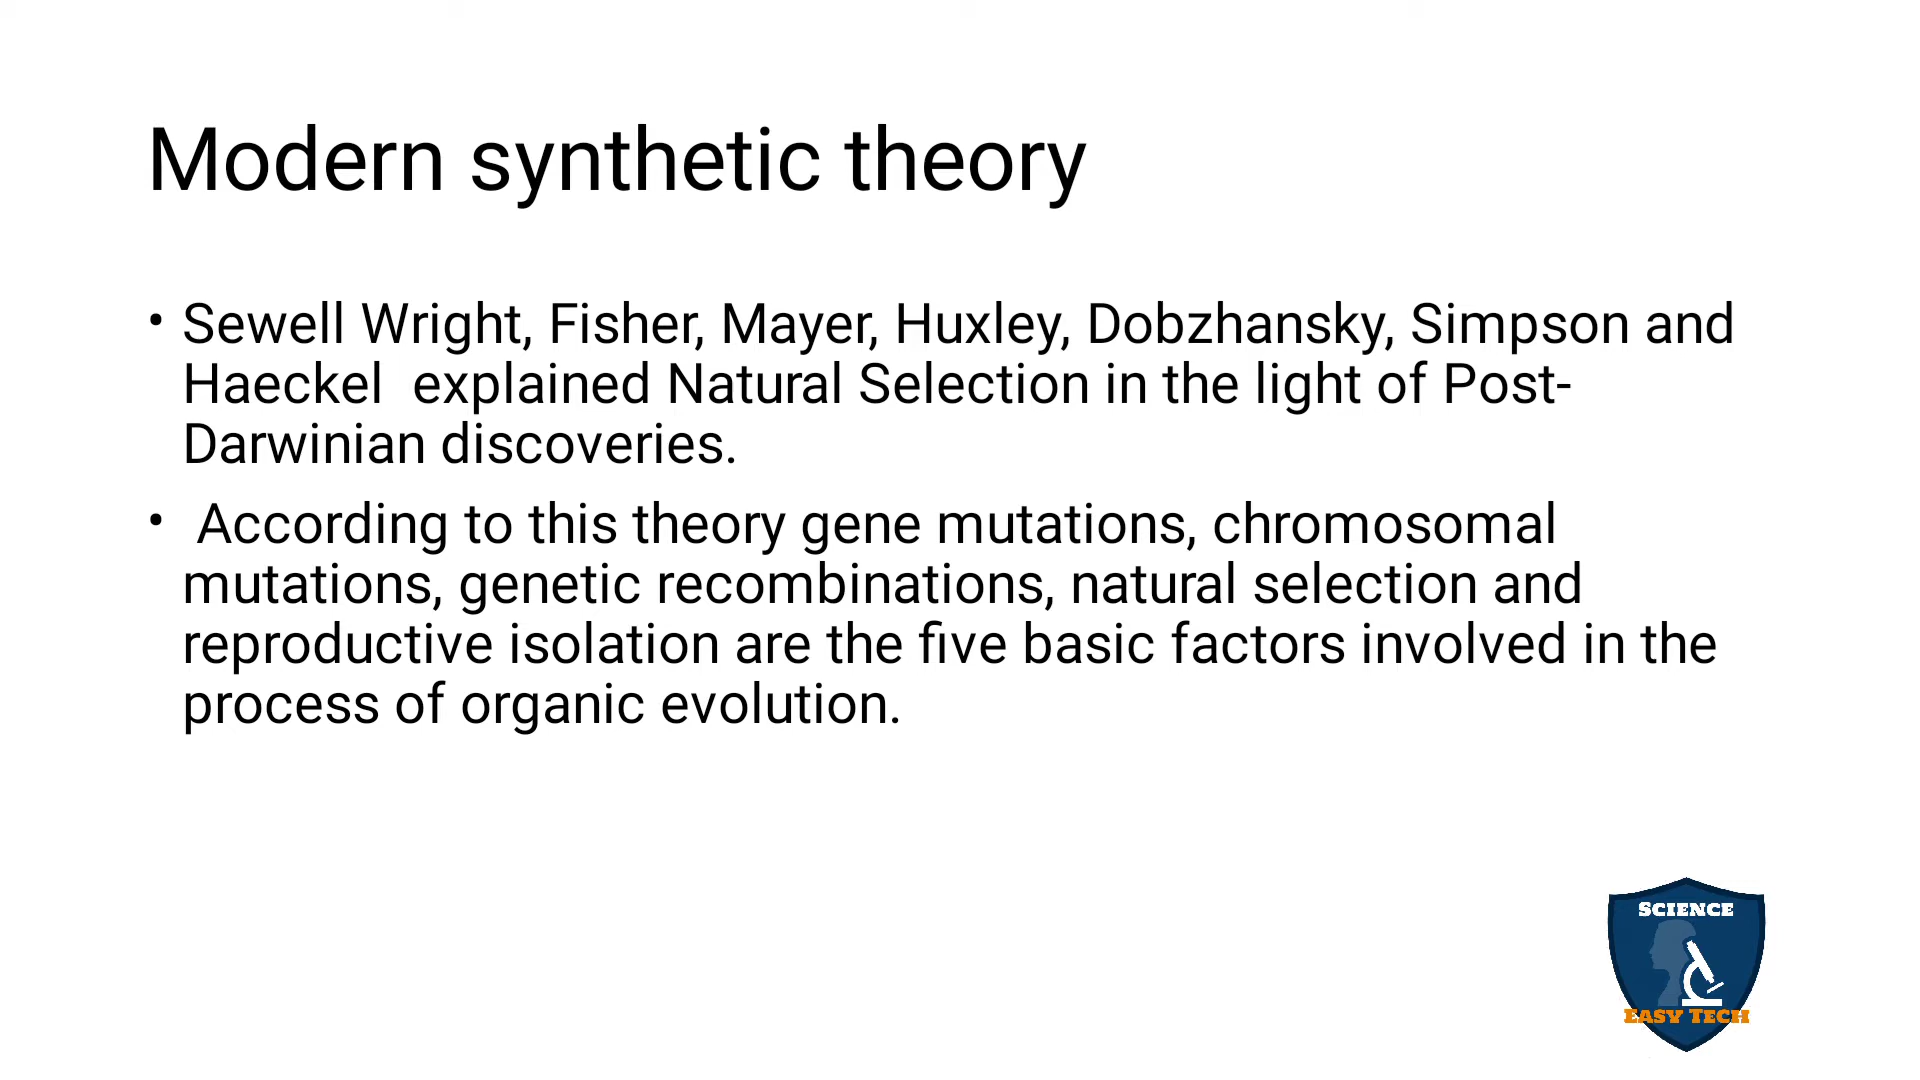 Modern synthetic theory
• Sewell Wright, Fisher, Mayer, Huxley, Dobzhansky, Simpson and
Haeckel  explained Natural Selection in the light of Post-
Darwinian discoveries.
•  According to this theory gene mutations, chromosomal
mutations, genetic recombinations, natural selection and
reproductive isolation are the five basic factors involved in the
process of organic evolution.
SCIENCE
EASY TECH